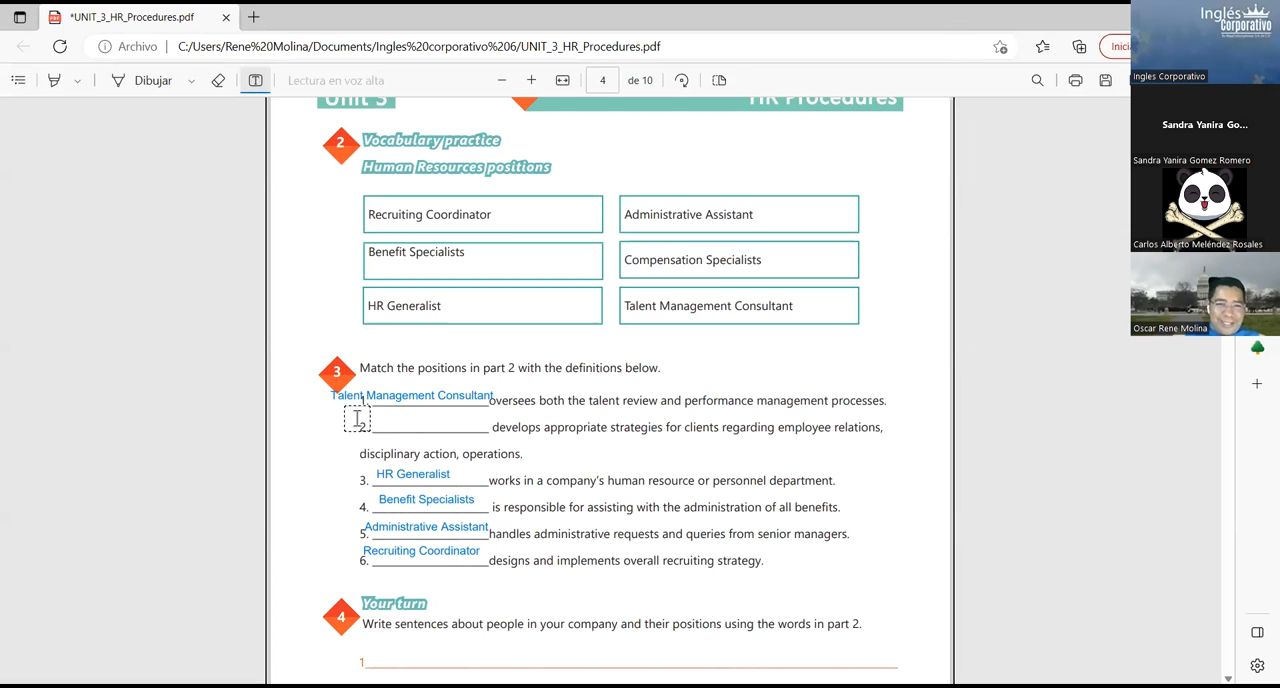 *UNIT_3_HR_Procedures.pdf
Archivo C:/Users/Rene%20Molina/Documents/Ingles%20corporativo%206/UNIT_3_HR_Procedures.pdf
Inicia
Dibujar Lectura en voz alta 4 de 10
Unit 3 HR Procedures
2 Vocabulary practice
Human Resources positions
Recruiting Coordinator Administrative Assistant
Benefit Specialists Compensation Specialists
HR Generalist Talent Management Consultant
3 Match the positions in part 2 with the definitions below.
1. Talent Management Consultant oversees both the talent review and performance management processes.
2. develops appropriate strategies for clients regarding employee relations,
disciplinary action, operations.
3. HR Generalist works in a company's human resource or personnel department.
4. Benefit Specialists is responsible for assisting with the administration of all benefits.
5. Administrative Assistant handles administrative requests and queries from senior managers.
6. Recruiting Coordinator designs and implements overall recruiting strategy.
4 Your turn
Write sentences about people in your company and their positions using the words in part 2.
1
Inglés
Corporativo
Ingles Corporativo
Sandra Yanira Go...
Sandra Yanira Gomez Romero
Carlos Alberto Meléndez Rosales
Oscar Rene Molina